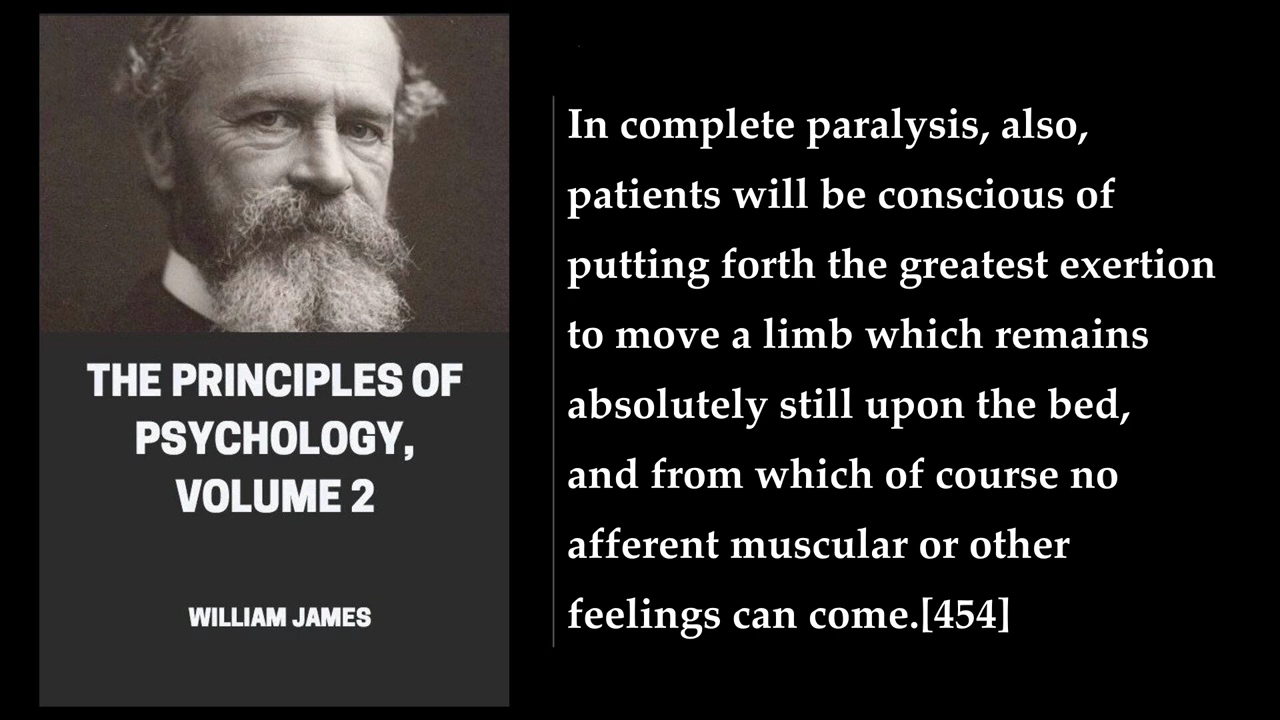 THE PRINCIPLES OF
PSYCHOLOGY,
VOLUME 2
WILLIAM JAMES
In complete paralysis, also,
patients will be conscious of
putting forth the greatest exertion
to move a limb which remains
absolutely still upon the bed,
and from which of course no
afferent muscular or other
feelings can come.[454]